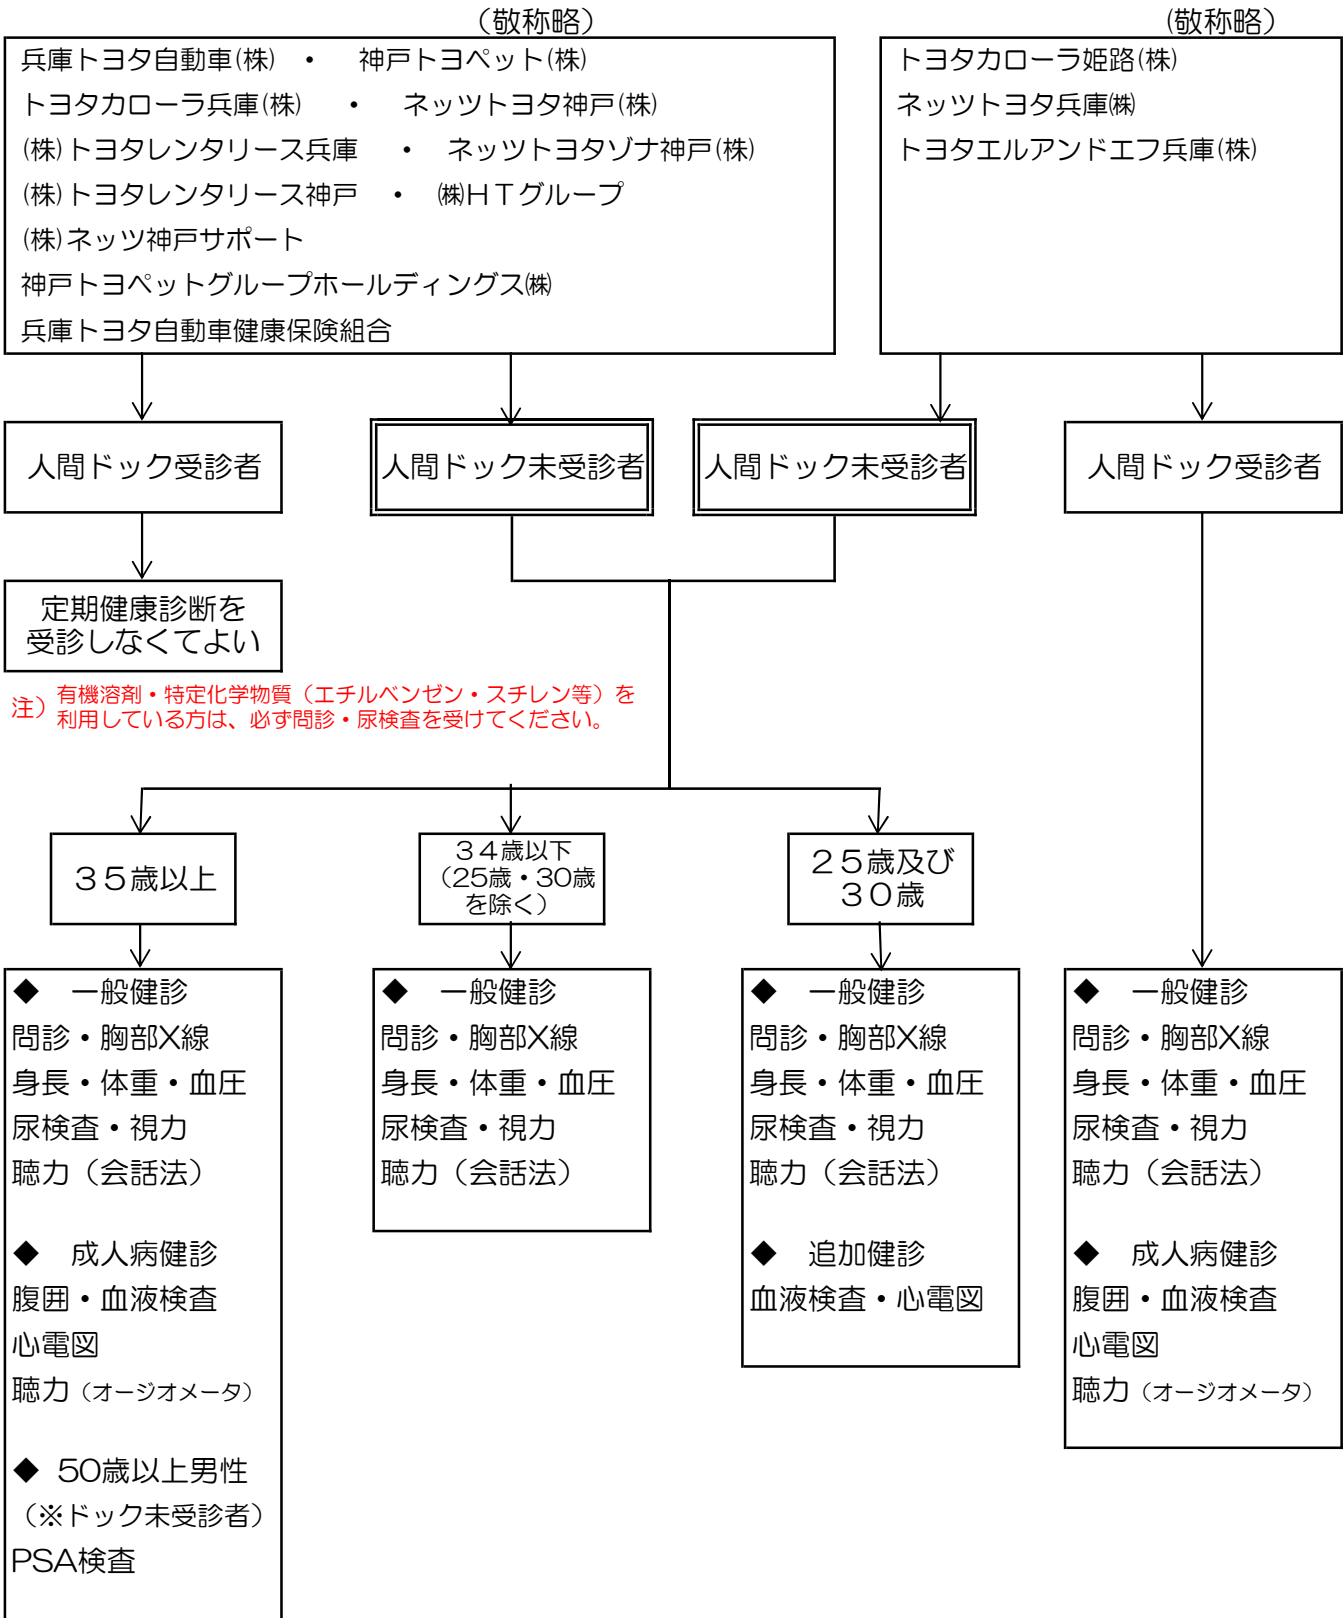 （敬称略）
(敬称略）
兵庫トヨタ自動車(株)　・　神戸トヨペット(株)
トヨタカローラ兵庫(株)　・　ネッツトヨタ神戸(株)
(株)トヨタレンタリース兵庫　・　ネッツトヨタゾナ神戸(株)
(株)トヨタレンタリース神戸　・　㈱ＨＴグループ
(株)ネッツ神戸サポート
神戸トヨペットグループホールディングス㈱
兵庫トヨタ自動車健康保険組合
トヨタカローラ姫路(株)
ネッツトヨタ兵庫㈱
トヨタエルアンドエフ兵庫(株)
人間ドック受診者
人間ドック未受診者
人間ドック未受診者
人間ドック受診者
定期健康診断を
受診しなくてよい
注）有機溶剤・特定化学物質（エチルベンゼン・スチレン等）を
利用している方は、必ず問診・尿検査を受けてください。
３５歳以上
３４歳以下
（25歳・30歳
を除く）
２５歳及び
３０歳
◆　一般健診
問診・胸部X線
身長・体重・血圧
尿検査・視力
聴力（会話法）
◆　成人病健診
腹囲・血液検査
心電図
聴力（オージオメータ）
◆ 50歳以上男性
（※ドック未受診者）
PSA検査
◆　一般健診
問診・胸部X線
身長・体重・血圧
尿検査・視力
聴力（会話法）
◆　一般健診
問診・胸部X線
身長・体重・血圧
尿検査・視力
聴力（会話法）
◆　追加健診
血液検査・心電図
◆　一般健診
問診・胸部X線
身長・体重・血圧
尿検査・視力
聴力（会話法）
◆　成人病健診
腹囲・血液検査
心電図
聴力（オージオメータ）